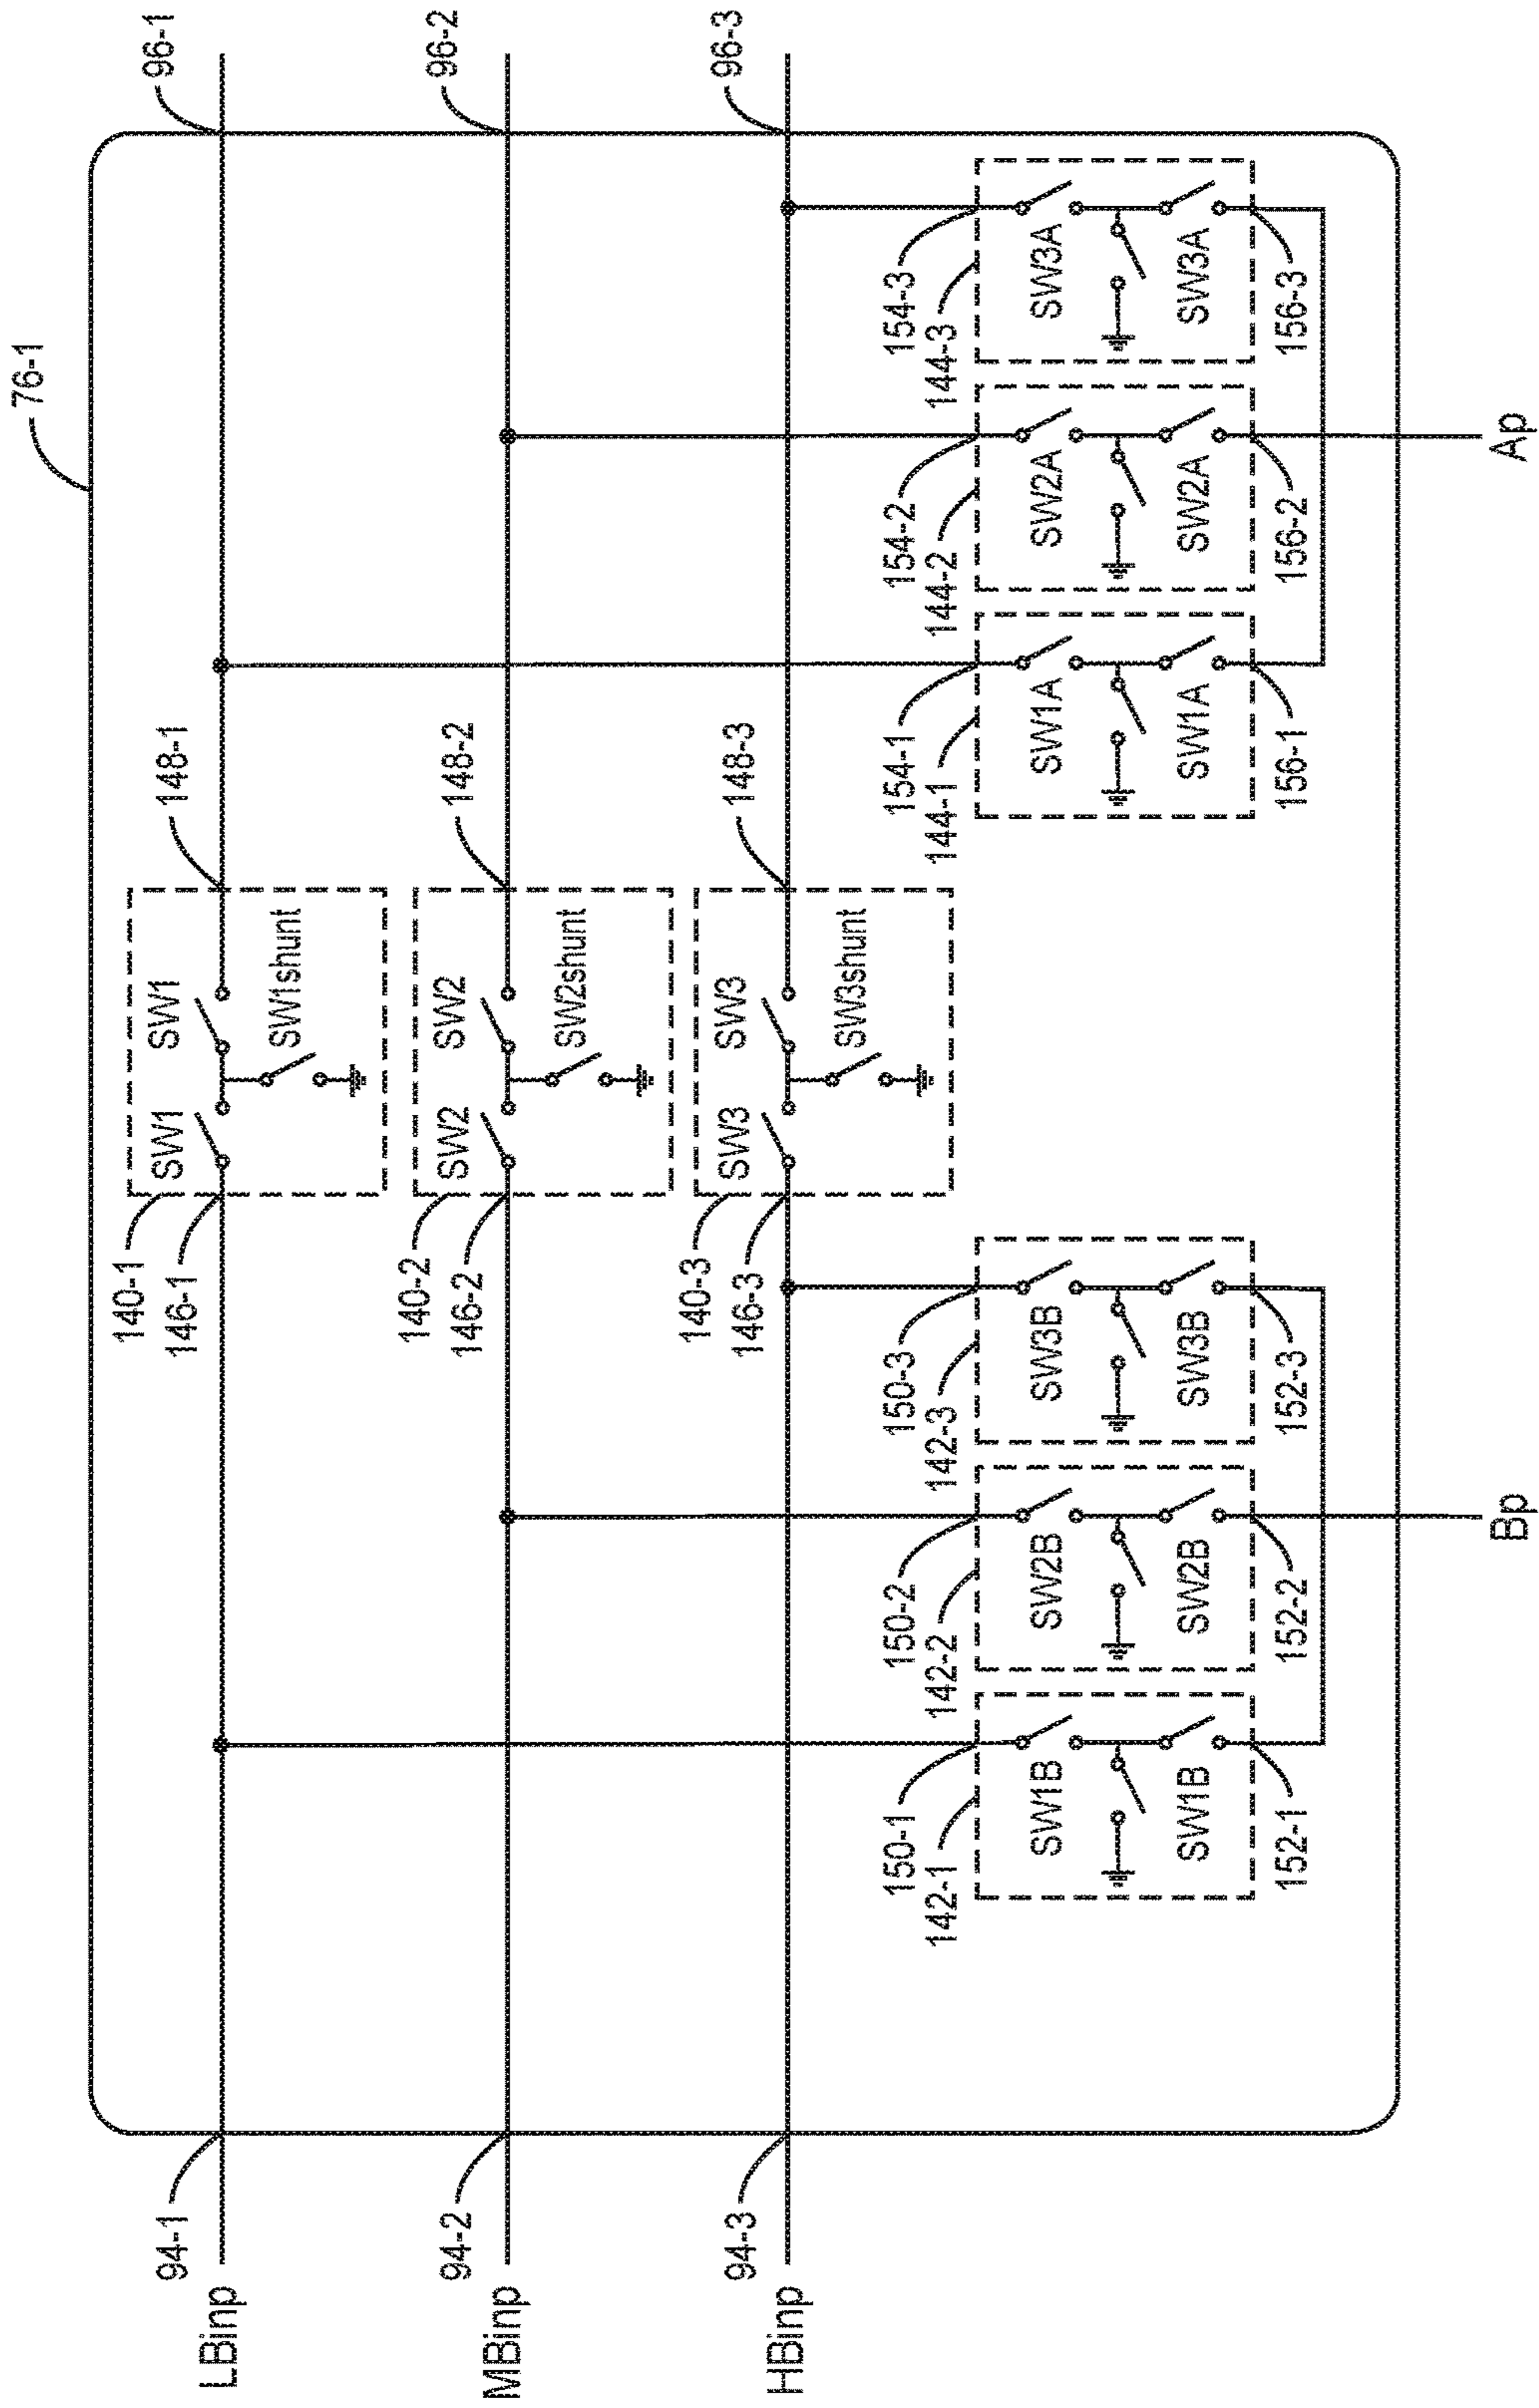 76-1
LBinp
94-1
140-1
146-1
SW1
SW1
SW1shunt
148-1
96-1
MBinp
94-2
140-2
146-2
SW2
SW2
SW2shunt
148-2
96-2
HBinp
94-3
140-3
146-3
SW3
SW3
SW3shunt
148-3
96-3
150-1
142-1
SW1B
SW1B
152-1
150-2
142-2
SW2B
SW2B
152-2
150-3
142-3
SW3B
SW3B
152-3
154-1
144-1
SW1A
SW1A
156-1
154-2
144-2
SW2A
SW2A
156-2
154-3
144-3
SW3A
SW3A
156-3
Bp
Ap